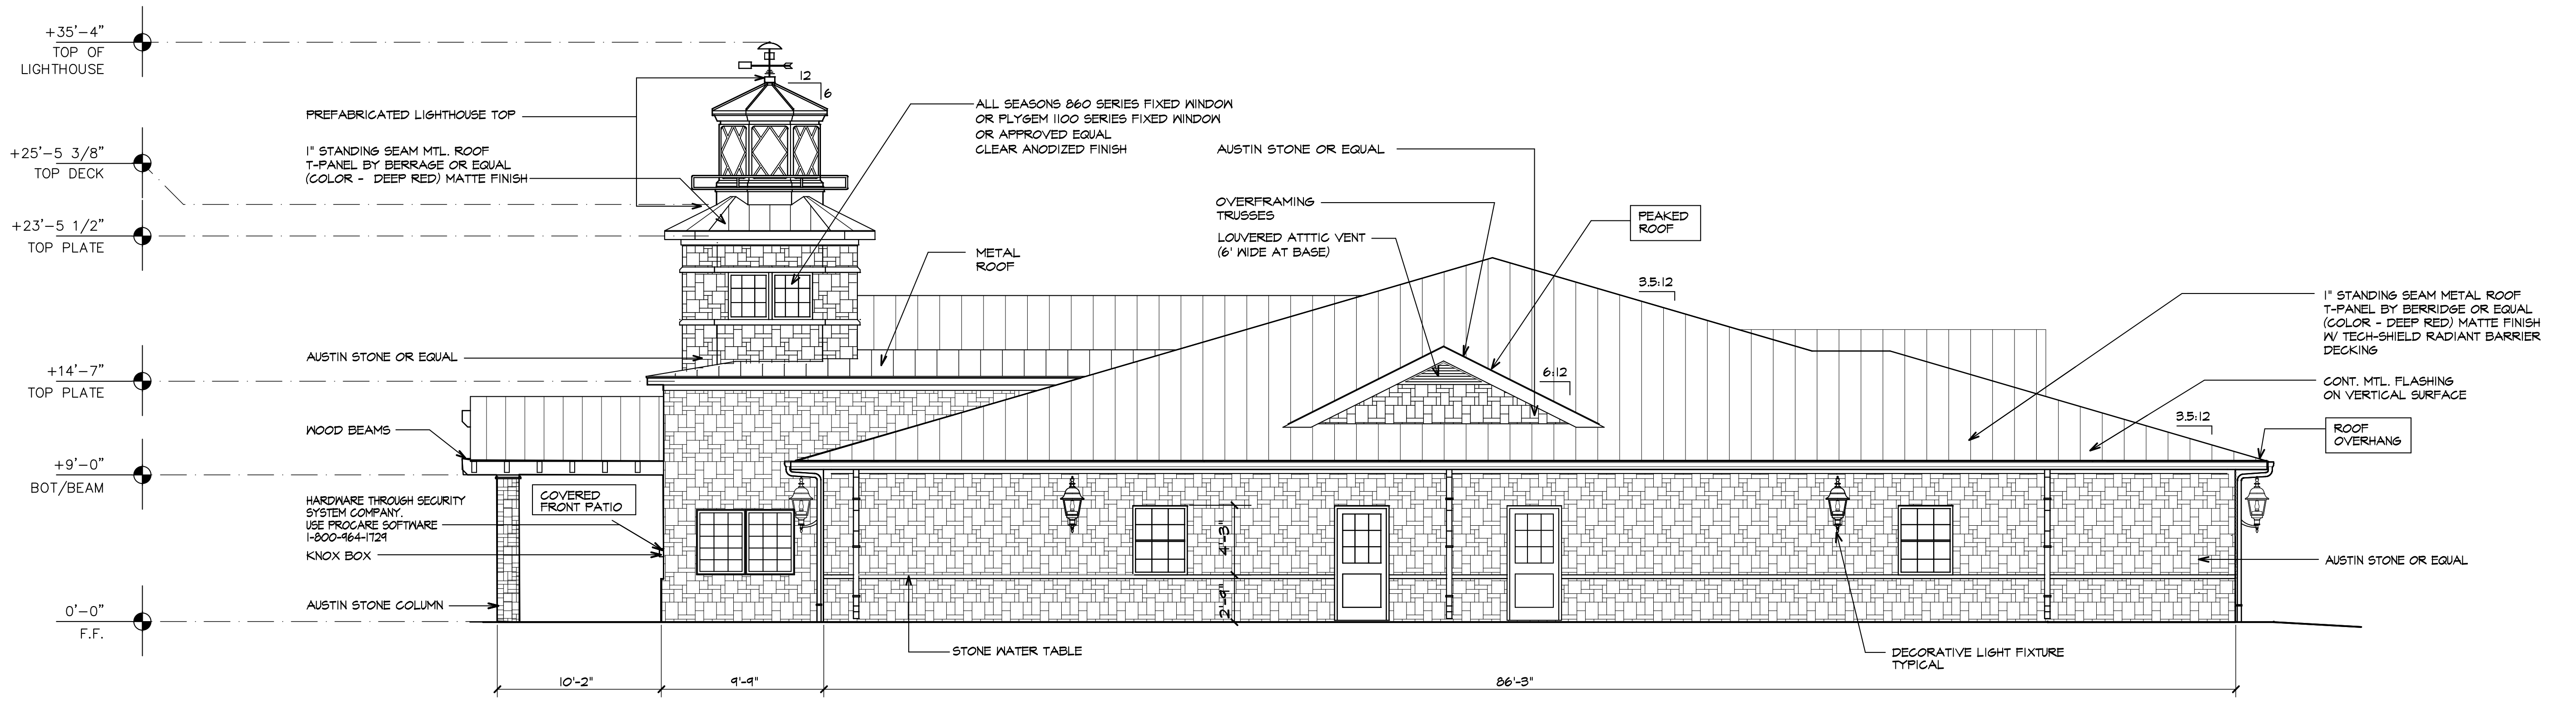 +35'-4"
TOP OF
LIGHTHOUSE
+25'-5 3/8"
TOP DECK
+23'-5 1/2"
TOP PLATE
+14'-7"
TOP PLATE
+9'-0"
BOT/BEAM
0'-0"
F.F.
PREFABRICATED LIGHTHOUSE TOP
1" STANDING SEAM MTL. ROOF
T-PANEL BY BERRAGE OR EQUAL
(COLOR - DEEP RED) MATTE FINISH
AUSTIN STONE OR EQUAL
WOOD BEAMS
HARDWARE THROUGH SECURITY
SYSTEM COMPANY.
USE PROCARE SOFTWARE
1-800-964-1729
KNOX BOX
AUSTIN STONE COLUMN
COVERED
FRONT PATIO
12
6
ALL SEASONS 860 SERIES FIXED WINDOW
OR PLYGEM 1100 SERIES FIXED WINDOW
OR APPROVED EQUAL
CLEAR ANODIZED FINISH
METAL
ROOF
AUSTIN STONE OR EQUAL
OVERFRAMING
TRUSSES
LOUVERED ATTTIC VENT
(6' WIDE AT BASE)
PEAKED
ROOF
3.5:12
6:12
3.5:12
1" STANDING SEAM METAL ROOF
T-PANEL BY BERRIDGE OR EQUAL
(COLOR - DEEP RED) MATTE FINISH
W/ TECH-SHIELD RADIANT BARRIER
DECKING
CONT. MTL. FLASHING
ON VERTICAL SURFACE
ROOF
OVERHANG
AUSTIN STONE OR EQUAL
4'-3"
2'-9"
STONE WATER TABLE
DECORATIVE LIGHT FIXTURE
TYPICAL
10'-2"
9'-9"
86'-3"